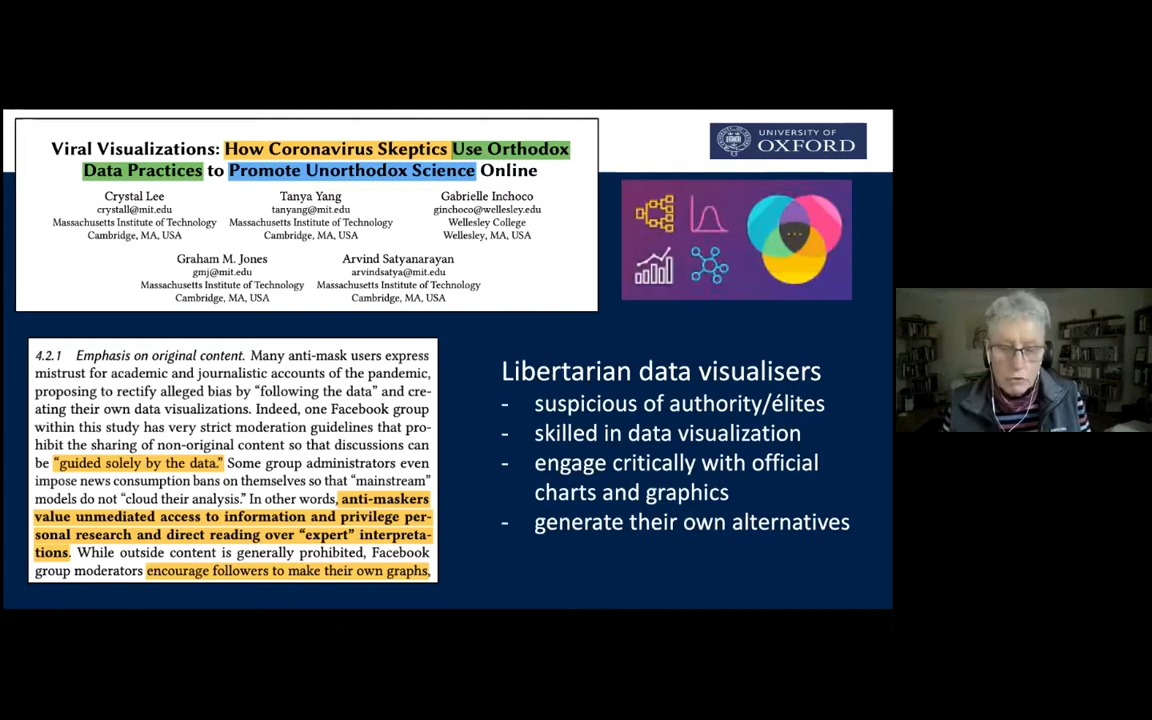 Viral Visualizations: How Coronavirus Skeptics Use Orthodox
Data Practices to Promote Unorthodox Science Online
Crystal Lee
crystall@mit.edu
Massachusetts Institute of Technology
Cambridge, MA, USA
Tanya Yang
tanyang@mit.edu
Massachusetts Institute of Technology
Cambridge, MA, USA
Gabrielle Inchoco
ginchoco@wellesley.edu
Wellesley College
Wellesley, MA, USA
Graham M. Jones
gmj@mit.edu
Massachusetts Institute of Technology
Cambridge, MA, USA
Arvind Satyanarayan
arvindsatya@mit.edu
Massachusetts Institute of Technology
Cambridge, MA, USA
UNIVERSITY OF
OXFORD
4.2.1 Emphasis on original content. Many anti-mask users express
mistrust for academic and journalistic accounts of the pandemic,
proposing to rectify alleged bias by “following the data” and cre-
ating their own data visualizations. Indeed, one Facebook group
within this study has very strict moderation guidelines that pro-
hibit the sharing of non-original content so that discussions can
be “guided solely by the data.” Some group administrators even
impose news consumption bans on themselves so that “mainstream”
models do not “cloud their analysis.” In other words, anti-maskers
value unmediated access to information and privilege per-
sonal research and direct reading over “expert” interpreta-
tions. While outside content is generally prohibited, Facebook
group moderators encourage followers to make their own graphs,
Libertarian data visualisers
- suspicious of authority/élites
- skilled in data visualization
- engage critically with official
charts and graphics
- generate their own alternatives